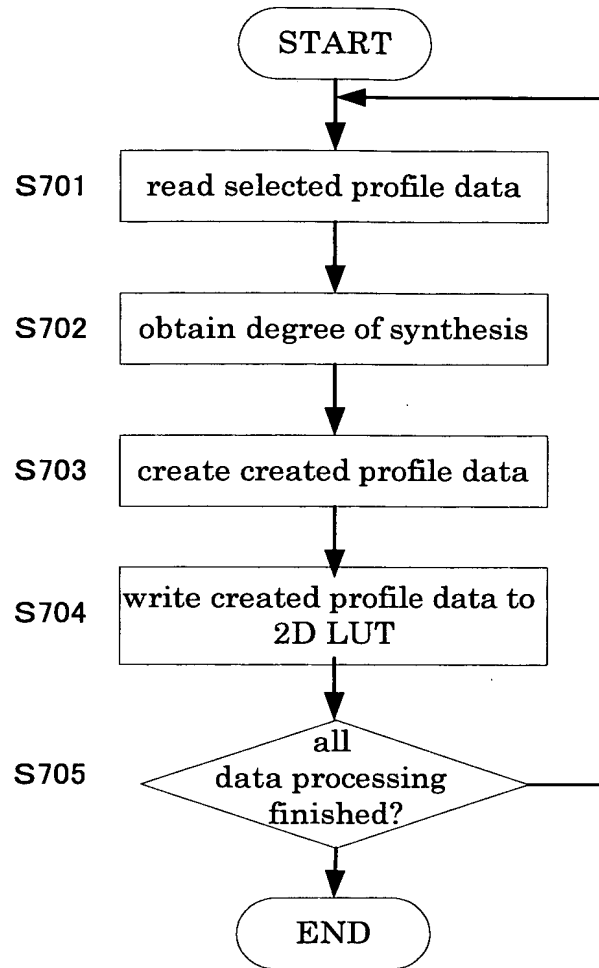 START
S701
read selected profile data
S702
obtain degree of synthesis
S703
create created profile data
S704
write created profile data to
2D LUT
S705
all
data processing
finished?
END